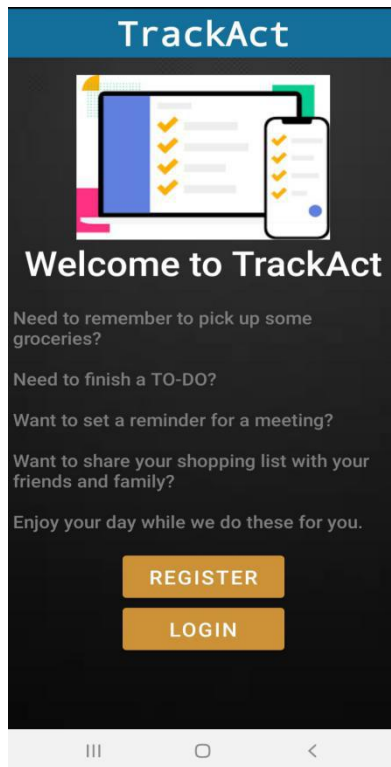 TrackAct
Welcome to TrackAct
Need to remember to pick up some
groceries?
Need to finish a TO-DO?
Want to set a reminder for a meeting?
Want to share your shopping list with your
friends and family?
Enjoy your day while we do these for you.
REGISTER
LOGIN